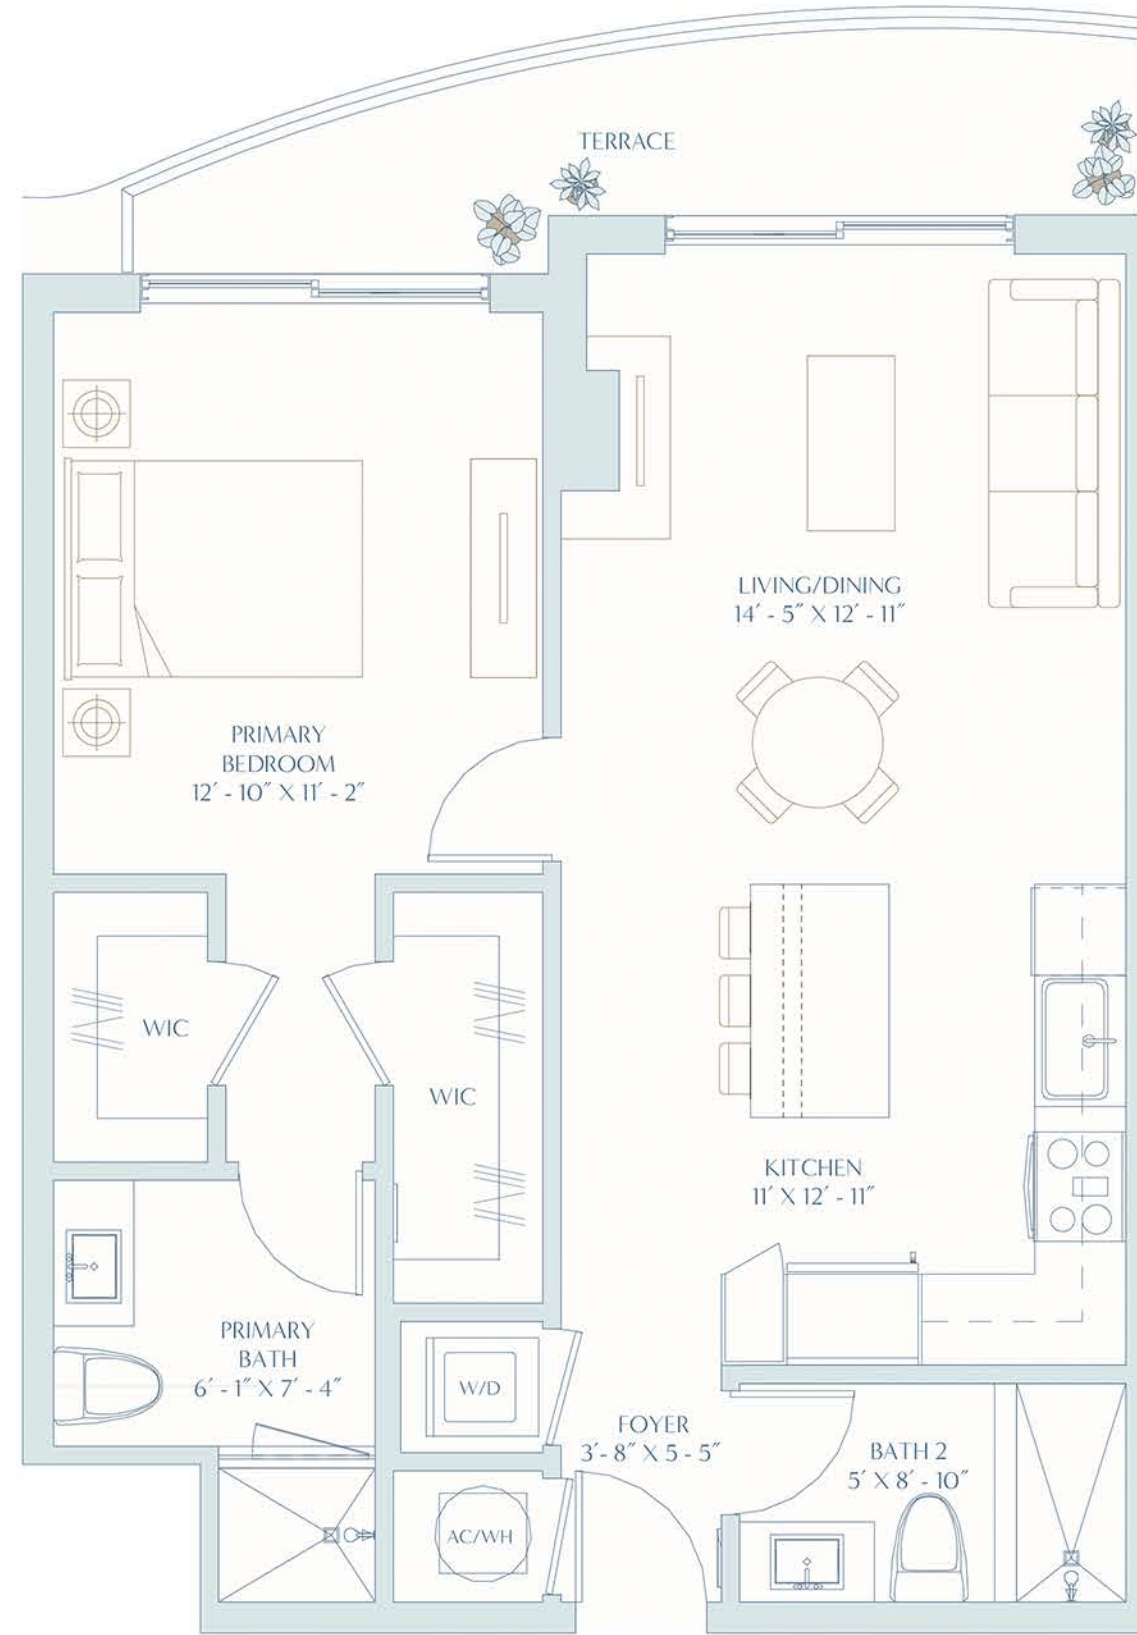 TERRACE
LIVING/DINING
14' - 5" X 12' - 11"
PRIMARY
BEDROOM
12' - 10" X 11' - 2"
WIC
WIC
KITCHEN
11' X 12' - 11"
PRIMARY
BATH
6' - 1" X 7' - 4"
W/D
FOYER
3' - 8" X 5 - 5"
BATH 2
5' X 8' - 10"
AC/WH